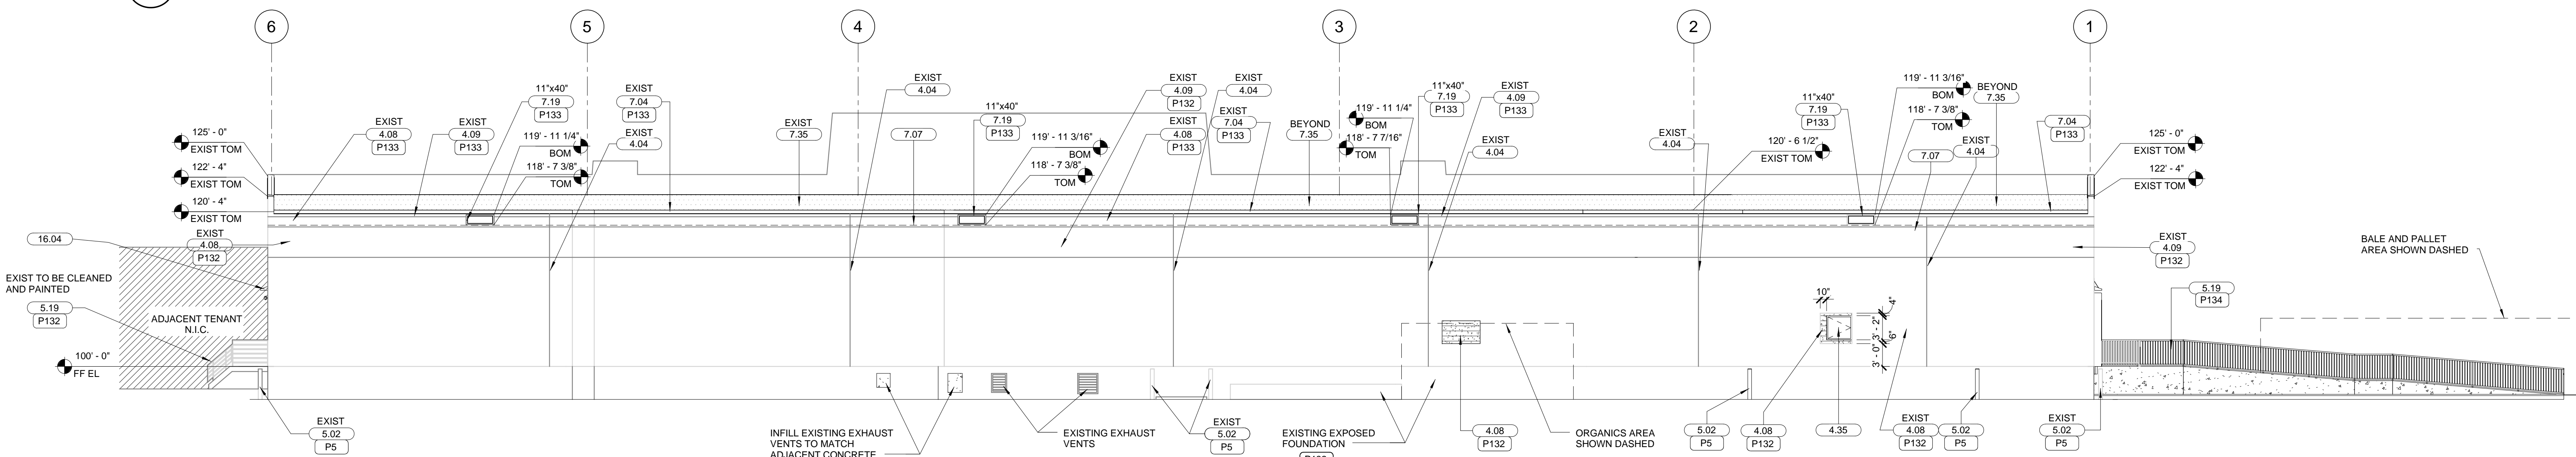 6
5
4
3
2
1
EXIST
4.08
P133
EXIST
4.09
P133
11"x40"
7.19
P133
119' - 11 1/4"
BOM
118' - 7 3/8"
TOM
EXIST
7.04
P133
EXIST
4.04
EXIST
7.35
EXIST
4.04
7.07
11"x40"
7.19
P133
119' - 11 3/16"
BOM
118' - 7 3/8"
TOM
EXIST
4.09
P132
EXIST
4.08
P133
EXIST
4.04
EXIST
7.04
P133
BEYOND
7.35
119' - 11 1/4"
BOM
118' - 7 7/16"
TOM
11"x40"
7.19
P133
EXIST
4.09
P133
EXIST
4.04
EXIST
4.04
120' - 6 1/2"
EXIST TOM
11"x40"
7.19
P133
119' - 11 3/16"
BOM
118' - 7 3/8"
TOM
BEYOND
7.35
7.07
EXIST
4.04
7.04
P133
125' - 0"
EXIST TOM
122' - 4"
EXIST TOM
125' - 0"
EXIST TOM
122' - 4"
EXIST TOM
120' - 4"
EXIST TOM
16.04
EXIST
4.08
P132
EXIST TO BE CLEANED
AND PAINTED
5.19
P132
ADJACENT TENANT
N.I.C.
100' - 0"
FF EL
EXIST
4.09
P132
BALE AND PALLET
AREA SHOWN DASHED
5.19
P134
10"
4"
3' - 2"
6"
3' - 0"
EXIST
5.02
P5
INFILL EXISTING EXHAUST
VENTS TO MATCH
ADJACENT CONCRETE
EXISTING EXHAUST
VENTS
EXIST
5.02
P5
EXISTING EXPOSED
FOUNDATION
4.08
P132
ORGANICS AREA
SHOWN DASHED
5.02
P5
4.08
P132
4.35
EXIST
4.08
P132
EXIST
5.02
P5
EXIST
5.02
P5